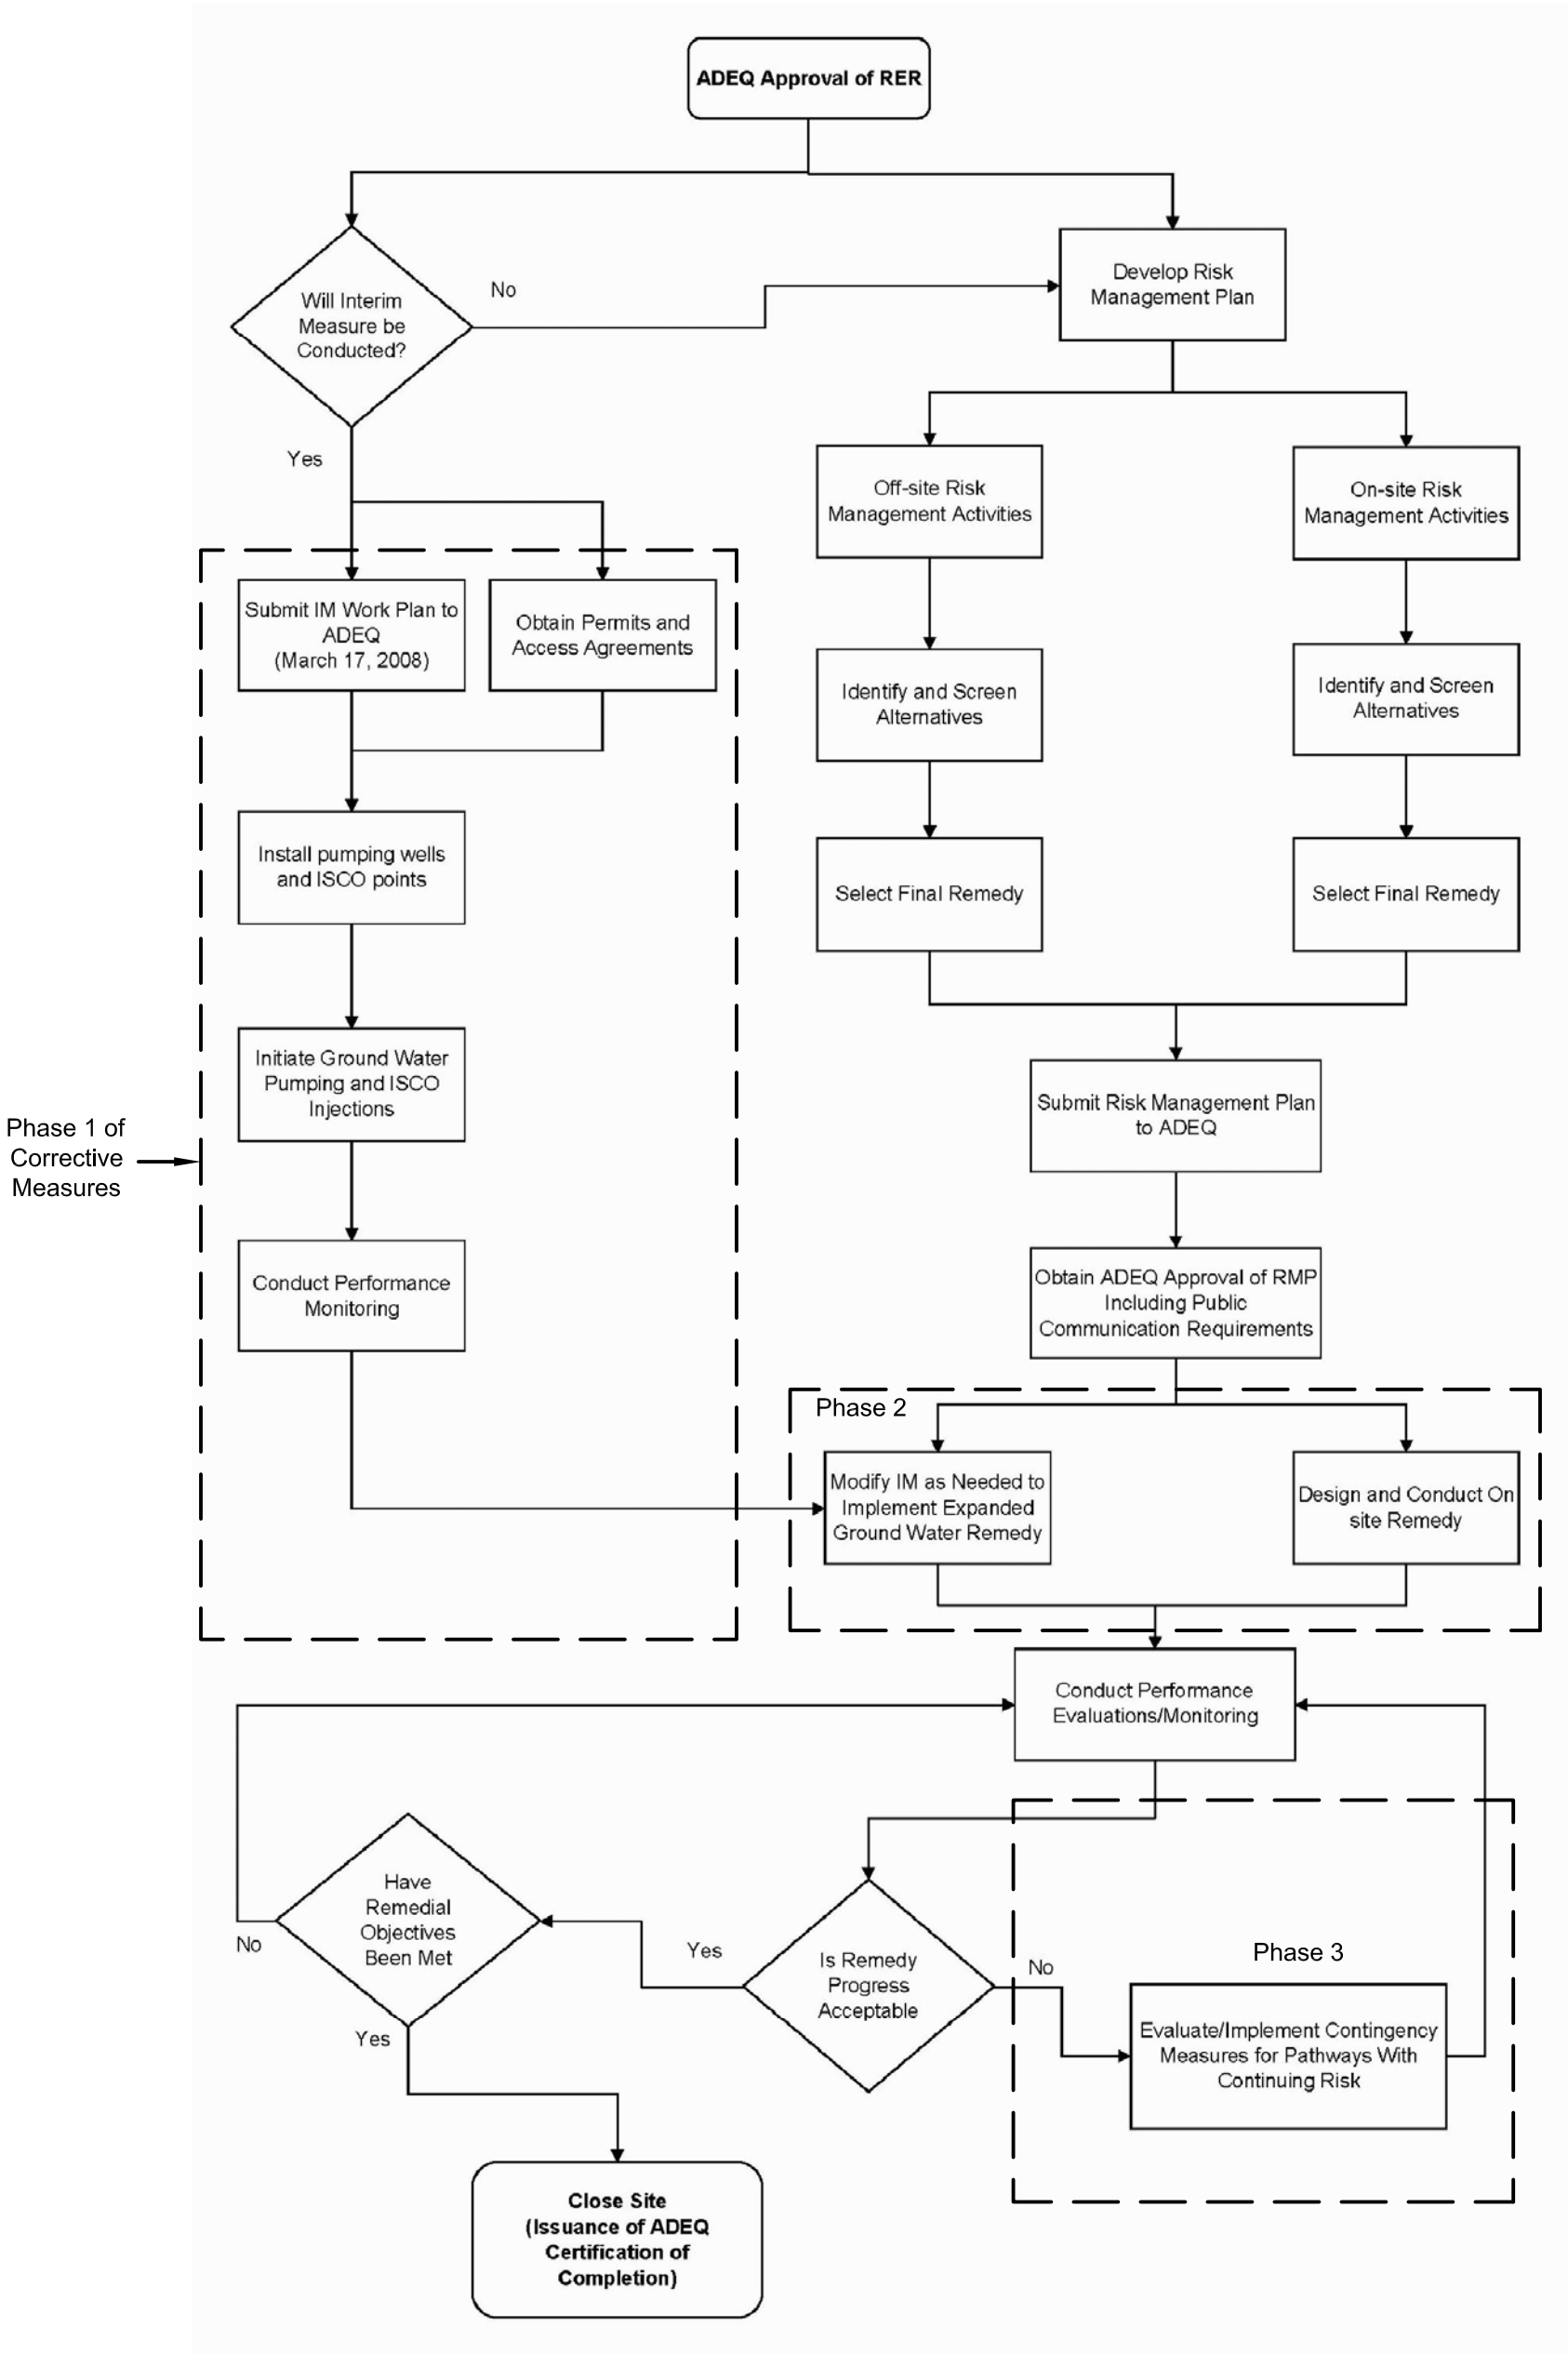 ADEQ Approval of RER
Will Interim
Measure be
Conducted?
No
Develop Risk
Management Plan
Yes
Off-site Risk
Management Activities
On-site Risk
Management Activities
Submit IM Work Plan to
ADEQ
(March 17, 2008)
Obtain Permits and
Access Agreements
Identify and Screen
Alternatives
Identify and Screen
Alternatives
Install pumping wells
and ISCO points
Select Final Remedy
Select Final Remedy
Initiate Ground Water
Pumping and ISCO
Injections
Submit Risk Management Plan
to ADEQ
Phase 1 of
Corrective
Measures
Conduct Performance
Monitoring
Obtain ADEQ Approval of RMP
Including Public
Communication Requirements
Phase 2
Modify IM as Needed to
Implement Expanded
Ground Water Remedy
Design and Conduct On
site Remedy
Conduct Performance
Evaluations/Monitoring
Have
Remedial
Objectives
Been Met
No
Yes
Yes
Is Remedy
Progress
Acceptable
No
Phase 3
Evaluate/Implement Contingency
Measures for Pathways With
Continuing Risk
Close Site
(Issuance of ADEQ
Certification of
Completion)